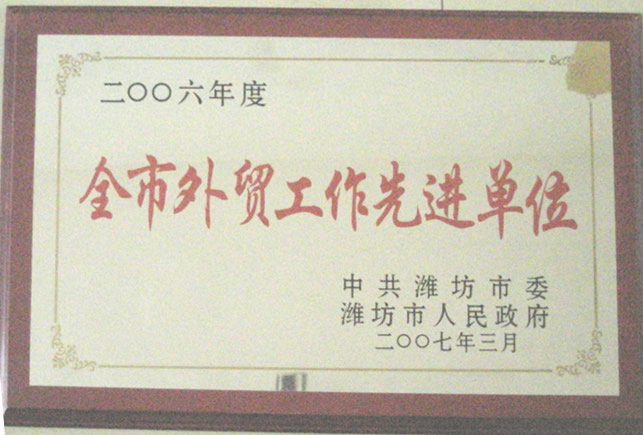 二〇〇六年度
全市外贸工作先进单位
中共潍坊市委
潍坊市人民政府
二〇〇七年三月